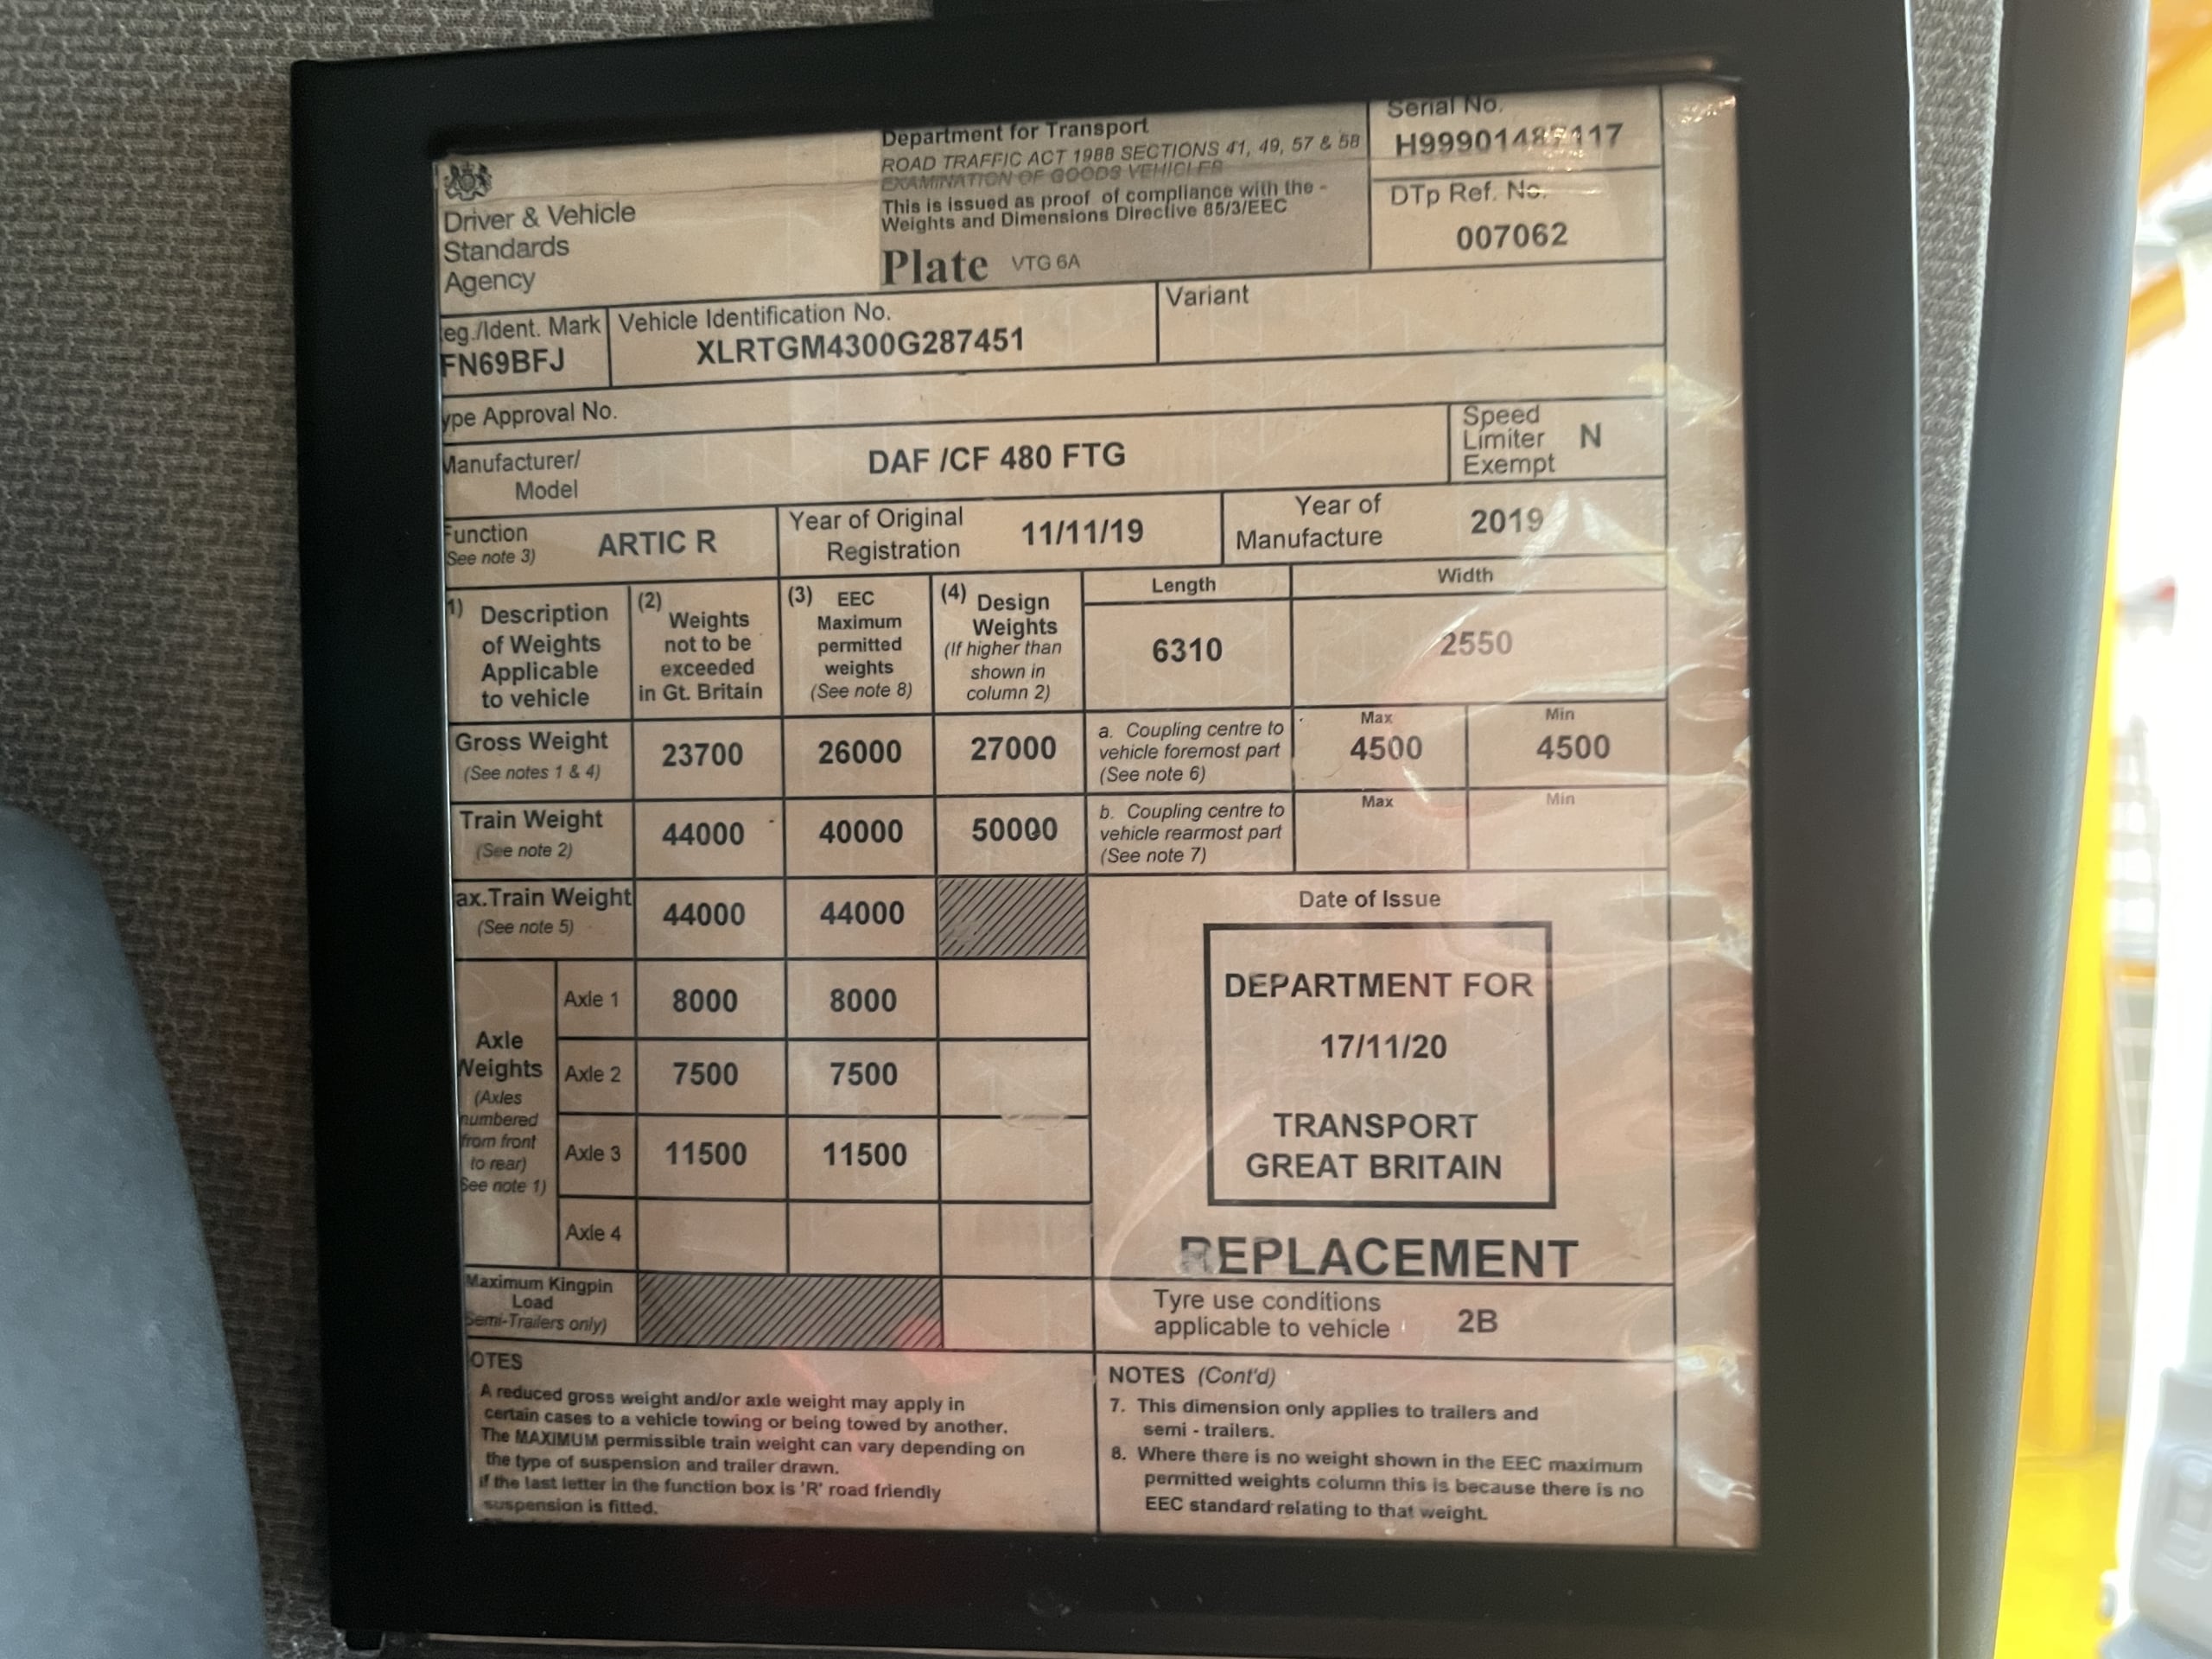 Department for Transport
ROAD TRAFFIC ACT 1988 SECTIONS 41, 49, 57 & 58
EXAMINATION OF GOODS VEHICLES
This is issued as proof of compliance with the -
Weights and Dimensions Directive 85/3/EEC
Plate VTG 6A
Driver & Vehicle
Standards
Agency
Serial No.
DTp Ref. No.
007062
eg./Ident. Mark
FN69BFJ
Vehicle Identification No.
XLRTGM4300G287451
Variant
ype Approval No.
Manufacturer/
Model
DAF /CF 480 FTG
Speed
Limiter
Exempt
N
Function
(See note 3)
ARTIC R
Year of Original
Registration
11/11/19
Year of
Manufacture
2019
1) Description
of Weights
Applicable
to vehicle
(2) Weights
not to be
exceeded
in Gt. Britain
(3) EEC
Maximum
permitted
weights
(See note 8)
(4) Design
Weights
(If higher than
shown in
column 2)
Length
6310
Width
2550
Gross Weight
(See notes 1 & 4)
23700
26000
27000
a. Coupling centre to
vehicle foremost part
(See note 6)
Max
4500
Min
4500
Train Weight
(See note 2)
44000
40000
50000
b. Coupling centre to
vehicle rearmost part
(See note 7)
Max
Min
ax.Train Weight
(See note 5)
44000
44000
Axle
Weights
(Axles
numbered
from front
to rear)
See note 1)
Axle 1
8000
8000
Axle 2
7500
7500
Axle 3
11500
11500
Axle 4
Maximum Kingpin
Load
Semi-Trailers only)
Date of Issue
DEPARTMENT FOR
17/11/20
TRANSPORT
GREAT BRITAIN
REPLACEMENT
Tyre use conditions
applicable to vehicle
2B
OTES
A reduced gross weight and/or axle weight may apply in
certain cases to a vehicle towing or being towed by another.
The MAXIMUM permissible train weight can vary depending on
the type of suspension and trailer drawn.
if the last letter in the function box is 'R' road friendly
suspension is fitted.
NOTES (Cont'd)
7. This dimension only applies to trailers and
semi - trailers.
8. Where there is no weight shown in the EEC maximum
permitted weights column this is because there is no
EEC standard relating to that weight.